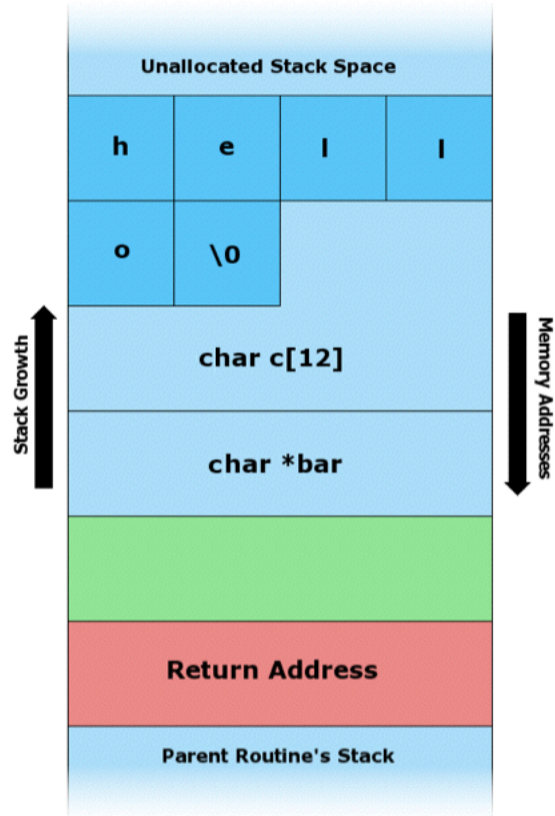 Unallocated Stack Space
h e l l
o \0
char c[12]
Stack Growth
Memory Addresses
char *bar
Return Address
Parent Routine's Stack